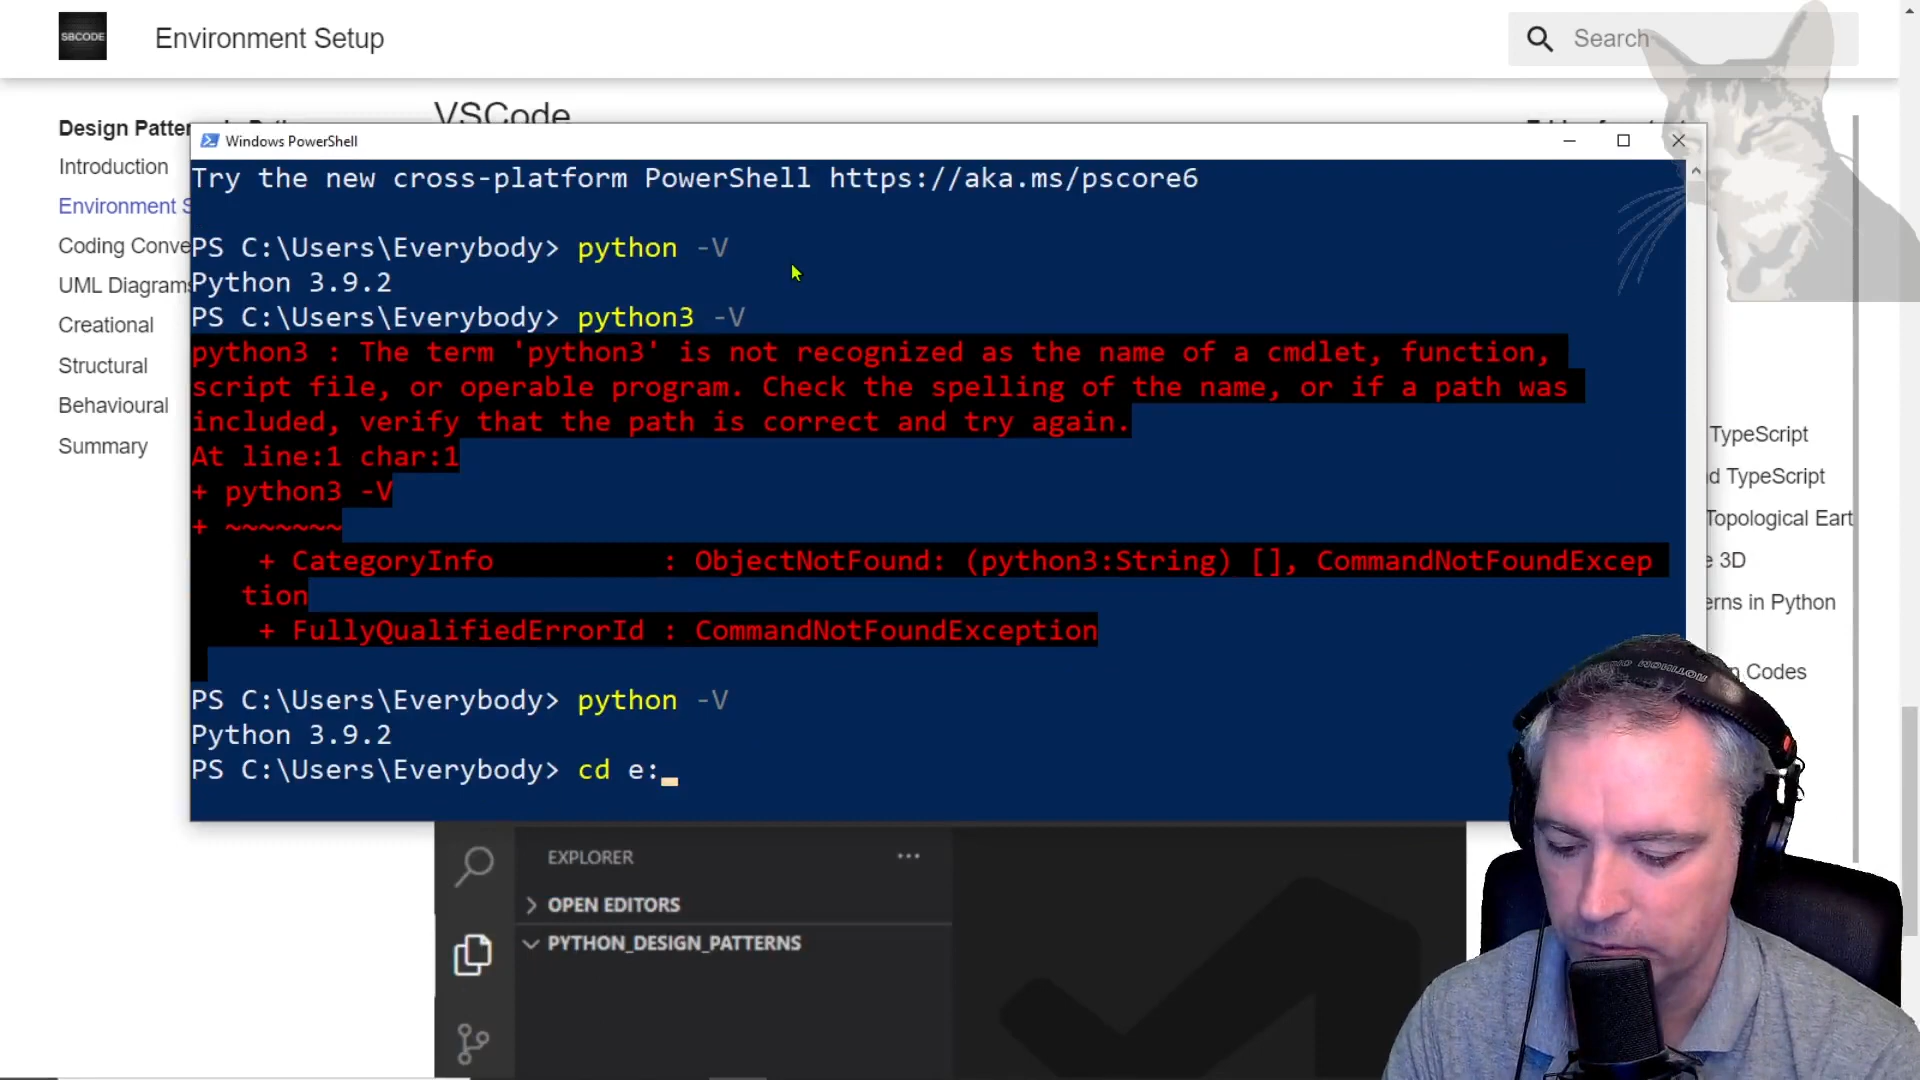 SBCODE
Environment Setup
Search
VSCode
Design Patte
Introduction
Environment S
Coding Conve
UML Diagrams
Creational
Structural
Behavioural
Summary
Windows PowerShell
Try the new cross-platform PowerShell https://aka.ms/pscore6
PS C:\Users\Everybody> python -V
Python 3.9.2
PS C:\Users\Everybody> python3 -V
python3 : The term 'python3' is not recognized as the name of a cmdlet, function,
script file, or operable program. Check the spelling of the name, or if a path was
included, verify that the path is correct and try again.
At line:1 char:1
+ python3 -V
+ ~~~~~~~
+ CategoryInfo : ObjectNotFound: (python3:String) [], CommandNotFoundExcep
tion
+ FullyQualifiedErrorId : CommandNotFoundException
PS C:\Users\Everybody> python -V
Python 3.9.2
PS C:\Users\Everybody> cd e:_
TypeScript
d TypeScript
Topological Eart
e 3D
erns in Python
Codes
EXPLORER
OPEN EDITORS
PYTHON_DESIGN_PATTERNS